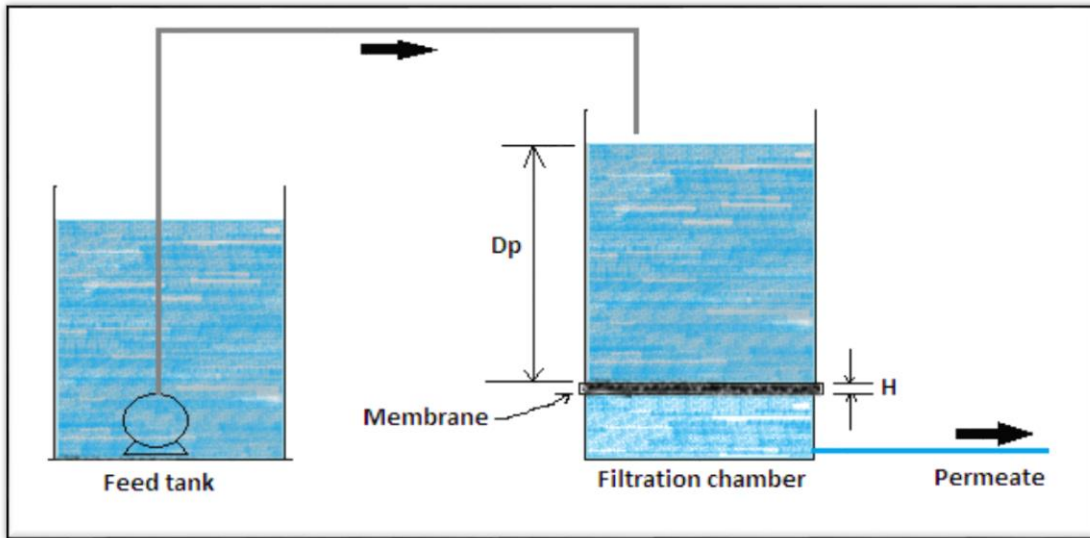 Dp
H
Membrane
Feed tank
Filtration chamber
Permeate